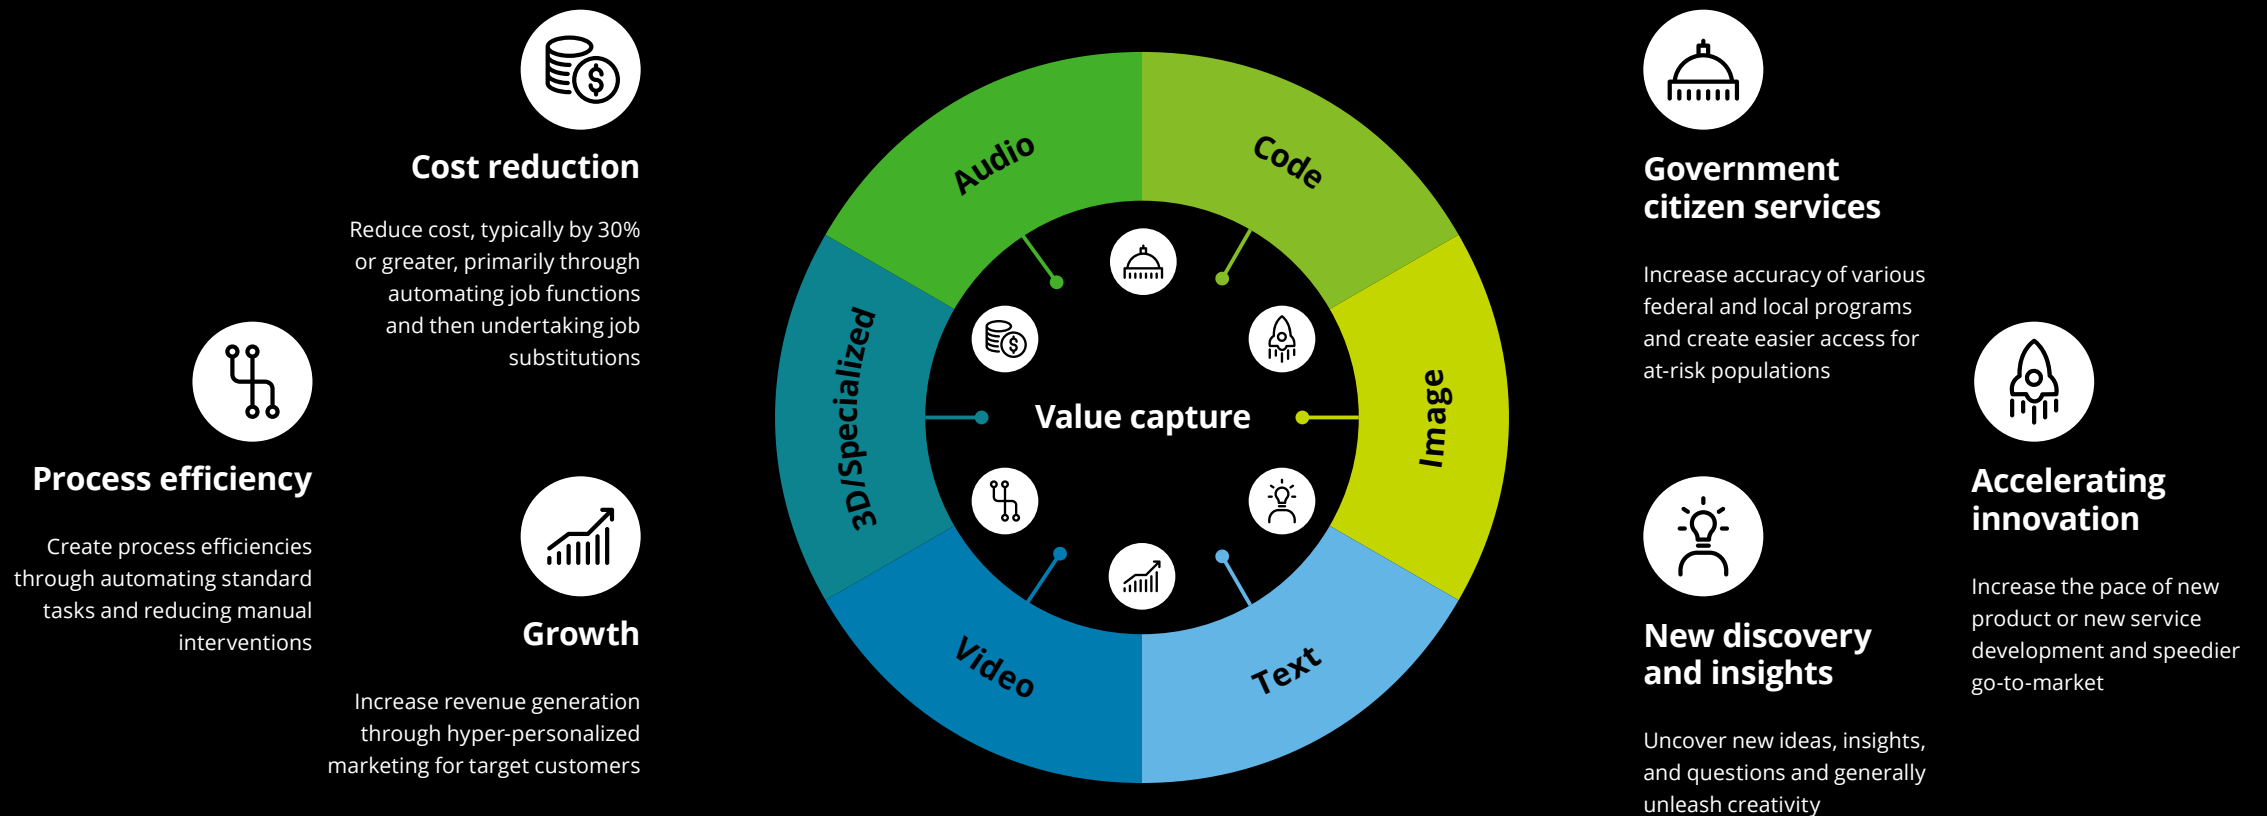 Cost reduction
Reduce cost, typically by 30%
or greater, primarily through
automating job functions
and then undertaking job
substitutions
Process efficiency
Create process efficiencies
through automating standard
tasks and reducing manual
interventions
Growth
Increase revenue generation
through hyper-personalized
marketing for target customers
Audio
Code
3D/Specialized
Value capture
Image
Video
Text
Government
citizen services
Increase accuracy of various
federal and local programs
and create easier access for
at-risk populations
Accelerating
innovation
Increase the pace of new
product or new service
development and speedier
go-to-market
New discovery
and insights
Uncover new ideas, insights,
and questions and generally
unleash creativity